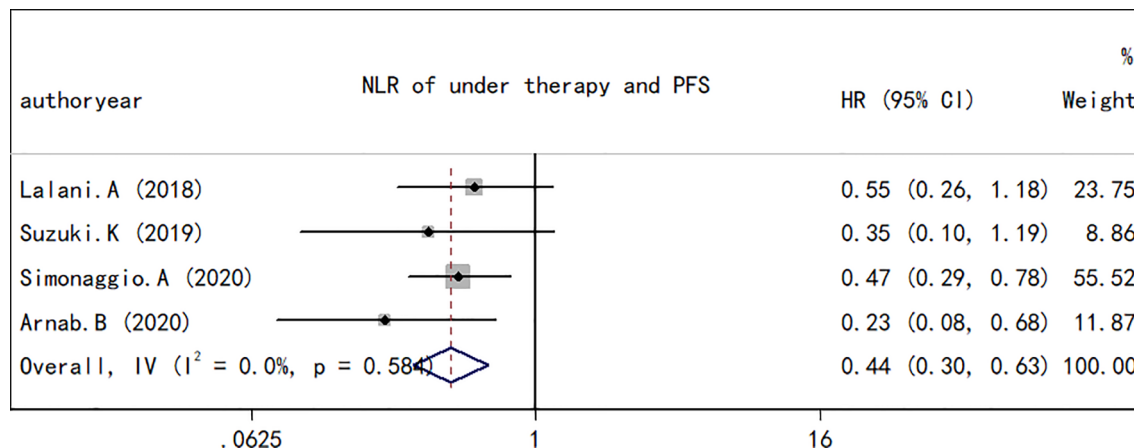 %
NLR of under therapy and PFS
authoryear HR (95% CI) Weight
Lalani.A (2018) 0.55 (0.26, 1.18) 23.75
Suzuki.K (2019) 0.35 (0.10, 1.19) 8.86
Simonaggio.A (2020) 0.47 (0.29, 0.78) 55.52
Arnab.B (2020) 0.23 (0.08, 0.68) 11.87
Overall, IV (I² = 0.0%, p = 0.584) 0.44 (0.30, 0.63) 100.00
.0625 1 16